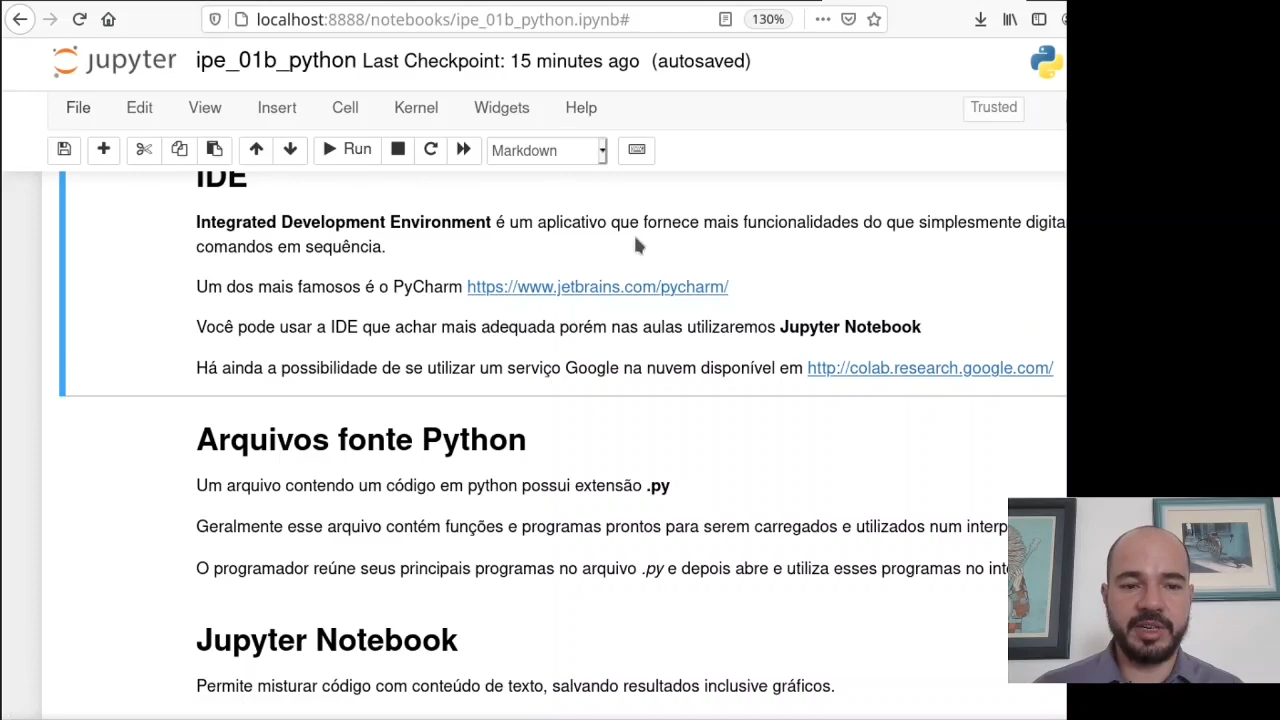 localhost:8888/notebooks/ipe_01b_python.ipynb#
130%
jupyter ipe_01b_python Last Checkpoint: 15 minutes ago (autosaved)
File Edit View Insert Cell Kernel Widgets Help Trusted
Run Markdown
IDE
Integrated Development Environment é um aplicativo que fornece mais funcionalidades do que simplesmente digita
comandos em sequência.
Um dos mais famosos é o PyCharm https://www.jetbrains.com/pycharm/
Você pode usar a IDE que achar mais adequada porém nas aulas utilizaremos Jupyter Notebook
Há ainda a possibilidade de se utilizar um serviço Google na nuvem disponível em http://colab.research.google.com/
Arquivos fonte Python
Um arquivo contendo um código em python possui extensão .py
Geralmente esse arquivo contém funções e programas prontos para serem carregados e utilizados num interp
O programador reúne seus principais programas no arquivo .py e depois abre e utiliza esses programas no inte
Jupyter Notebook
Permite misturar código com conteúdo de texto, salvando resultados inclusive gráficos.